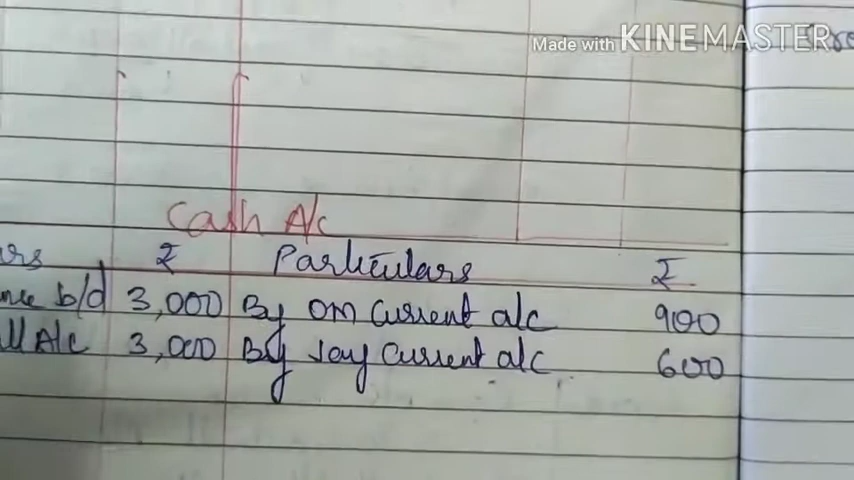 Made with KINEMASTER
Cash A/c
₹ Particulars ₹
b/d 3,000 By OM Current a/c 900
A/c 3,000 By Jay Current a/c 600